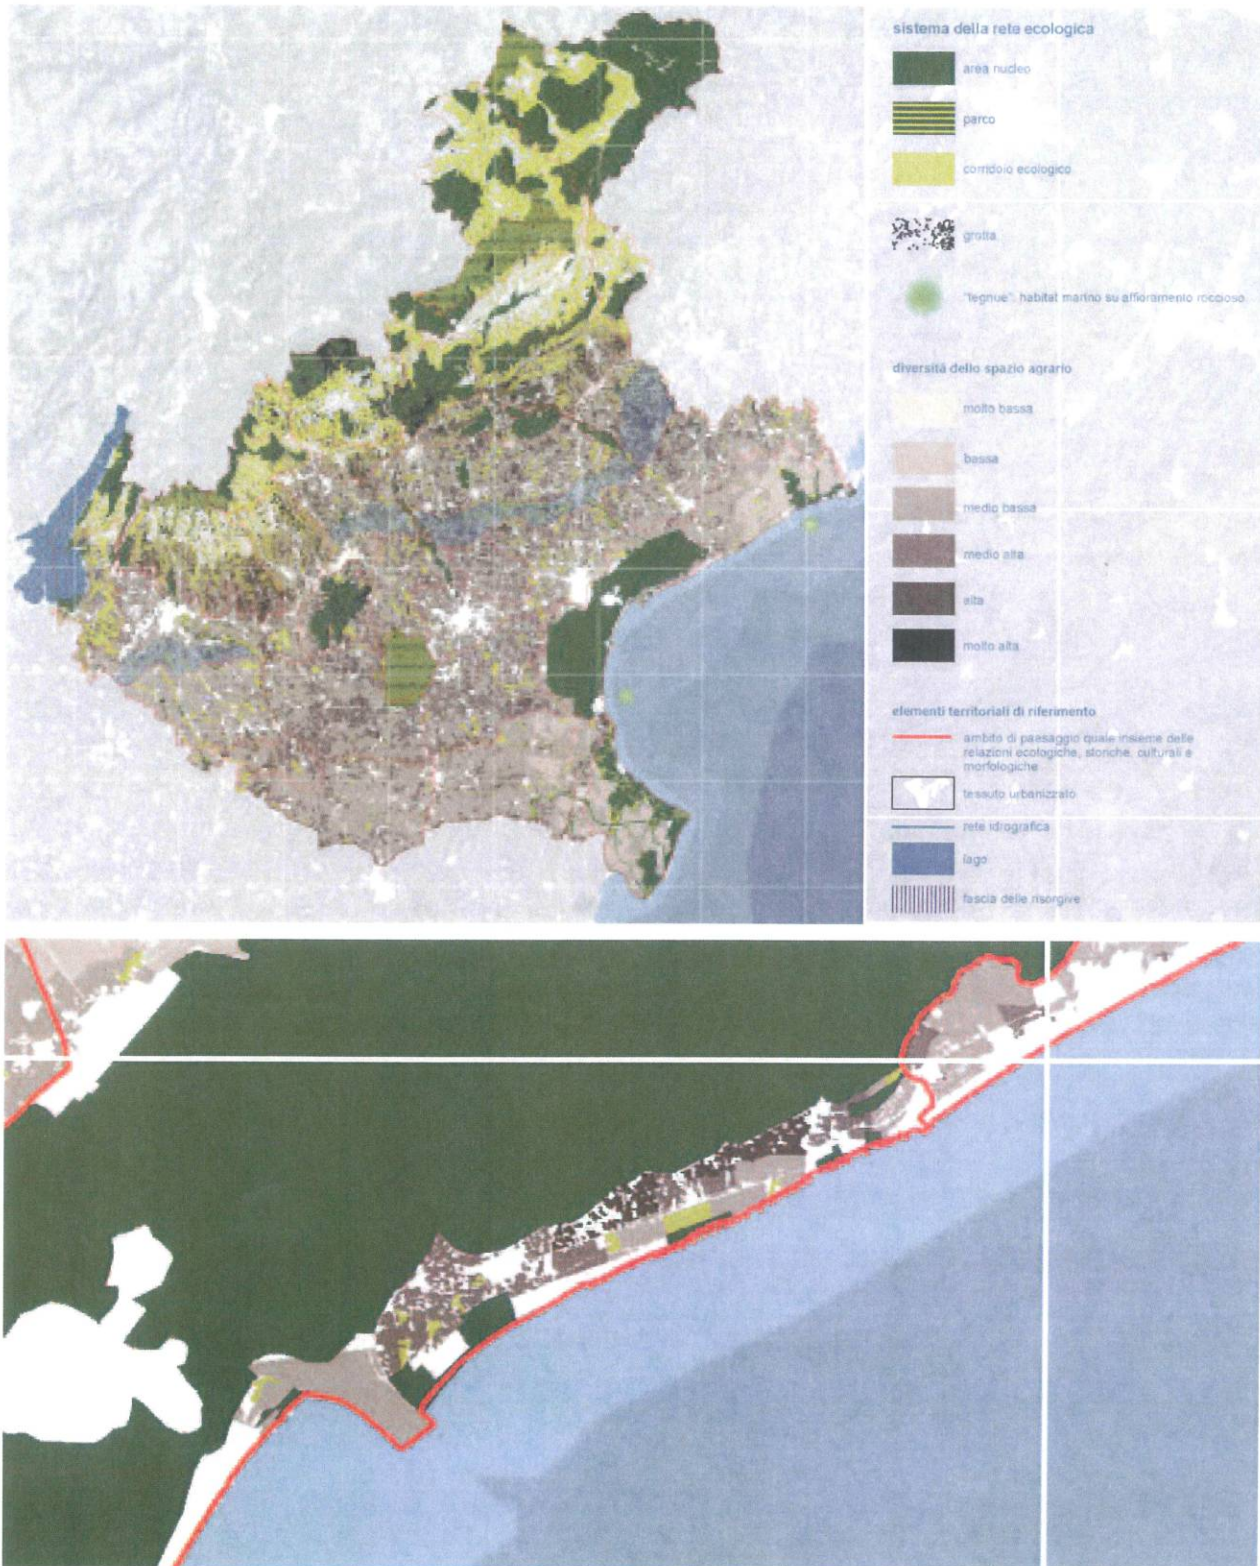 sistema della rete ecologica
area nucleo
parco
corridoio ecologico
grotta
"tegnue": habitat marino su affioramento roccioso
diversità dello spazio agrario
molto bassa
bassa
medio bassa
medio alta
alta
molto alta
elementi territoriali di riferimento
ambito di paesaggio quale insieme delle
relazioni ecologiche, storiche, culturali e
morfologiche
tessuto urbanizzato
rete idrografica
lago
fascia delle risorgive